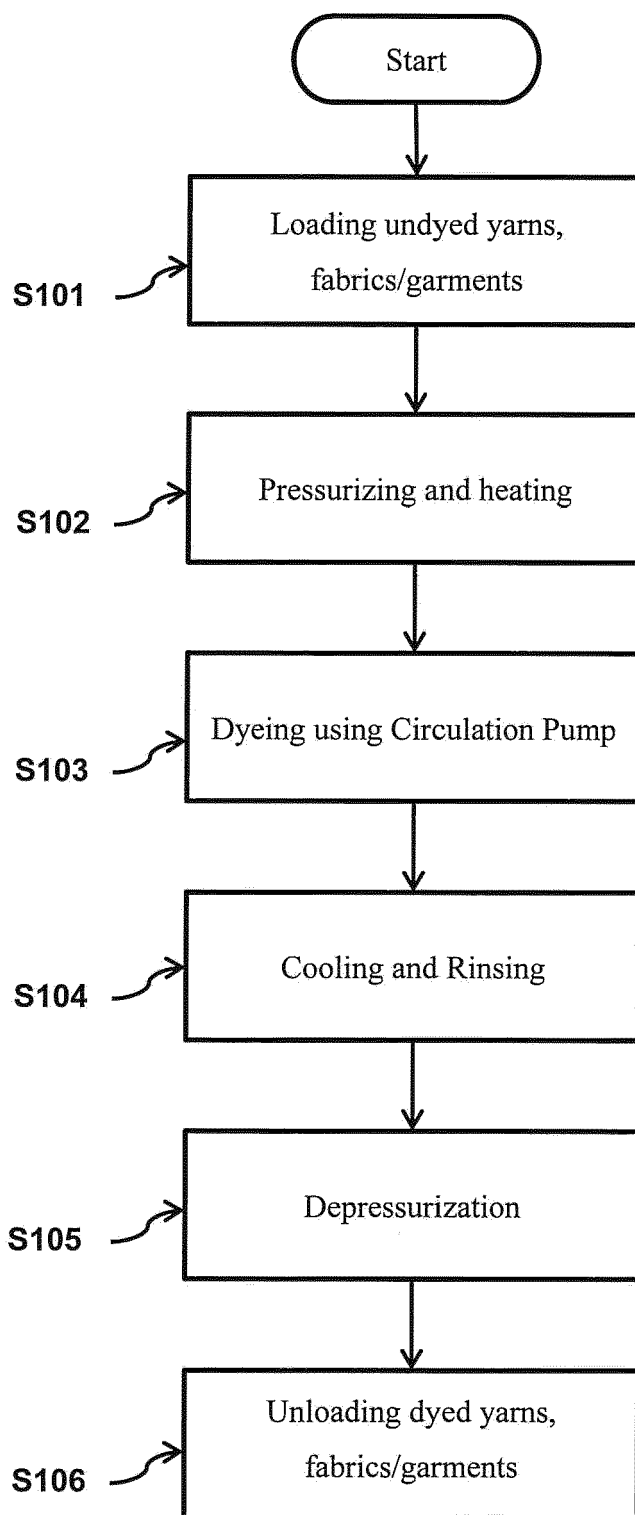 Start
Loading undyed yarns,
fabrics/garments
S101
Pressurizing and heating
S102
Dyeing using Circulation Pump
S103
Cooling and Rinsing
S104
Depressurization
S105
Unloading dyed yarns,
fabrics/garments
S106